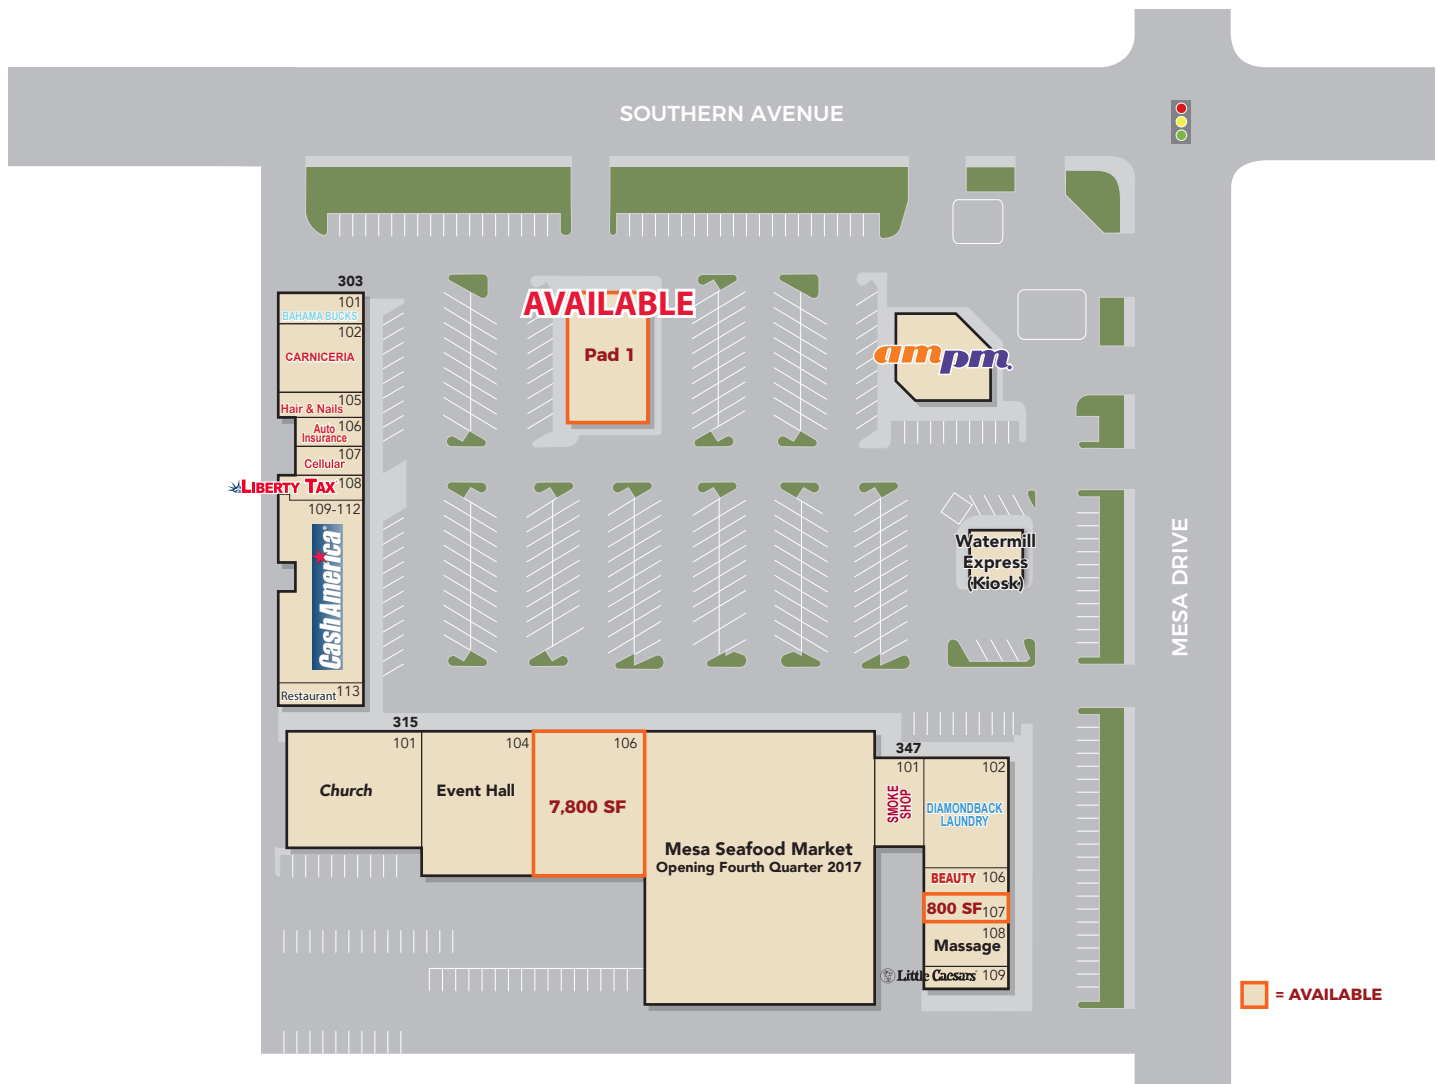 SOUTHERN AVENUE
MESA DRIVE
303
101
BAHAMA BUCKS
102
CARNICERIA
105
Hair & Nails
106
Auto
Insurance
107
Cellular
108
LIBERTY TAX
109-112
CashAmerica
Restaurant 113
AVAILABLE
Pad 1
ampm
Watermill
Express
(Kiosk)
315
101
Church
104
Event Hall
106
7,800 SF
Mesa Seafood Market
Opening Fourth Quarter 2017
347
101
SMOKE
SHOP
102
DIAMONDBACK
LAUNDRY
BEAUTY 106
800 SF 107
108
Massage
Little Caesars 109
= AVAILABLE